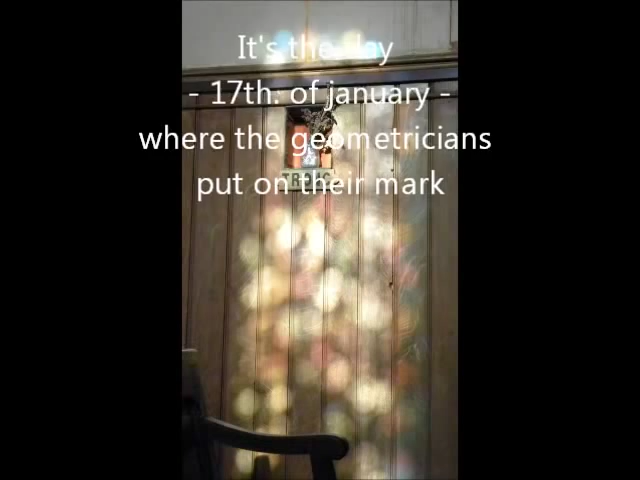 It's the day
- 17th. of january -
where the geometricians
put on their mark